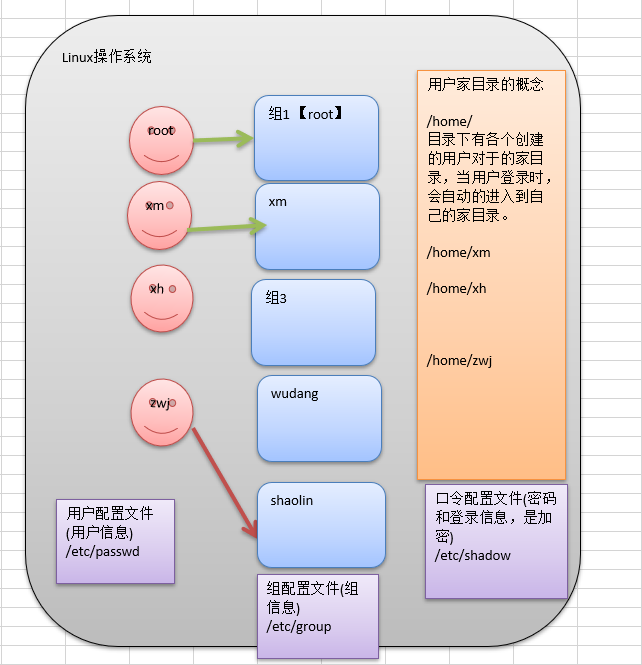 Linux操作系统
root
组1【root】
xm
xm
xh
组3
zwj
wudang
shaolin
用户家目录的概念
/home/
目录下有各个创建
的用户对于的家目
录，当用户登录时，
会自动的进入到自
己的家目录。
/home/xm
/home/xh
/home/zwj
用户配置文件
(用户信息)
/etc/passwd
组配置文件(组
信息)
/etc/group
口令配置文件(密码
和登录信息，是加
密)
/etc/shadow